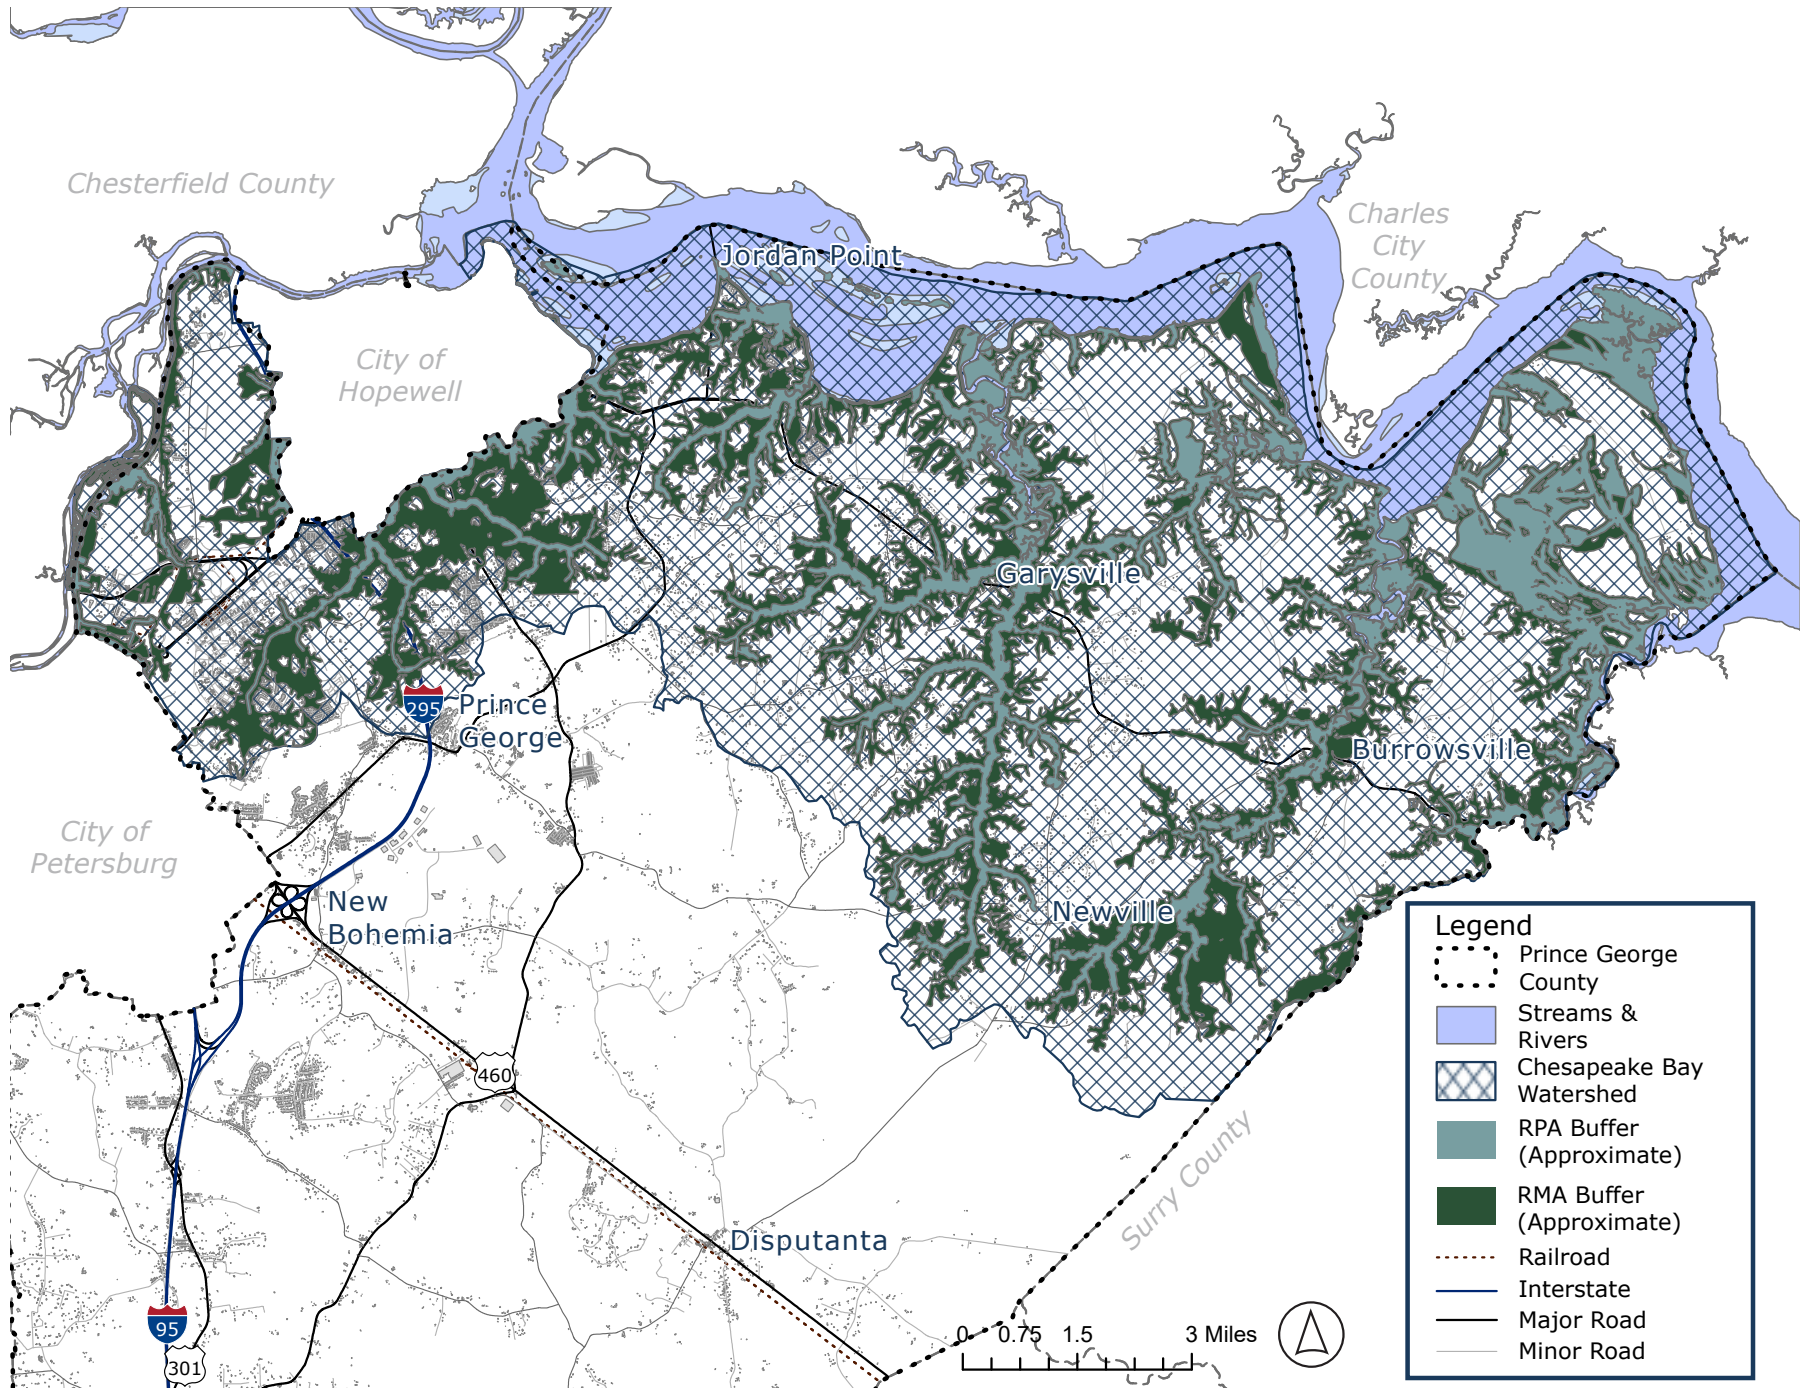 Chesterfield County
Charles
City
County
Jordan Point
City of
Hopewell
Garysville
295
Prince
George
Burrowsville
City of
Petersburg
New
Bohemia
Newville
460
Surry County
Disputanta
95
301
0 0.75 1.5 3 Miles
Legend
Prince George
County
Streams &
Rivers
Chesapeake Bay
Watershed
RPA Buffer
(Approximate)
RMA Buffer
(Approximate)
Railroad
Interstate
Major Road
Minor Road